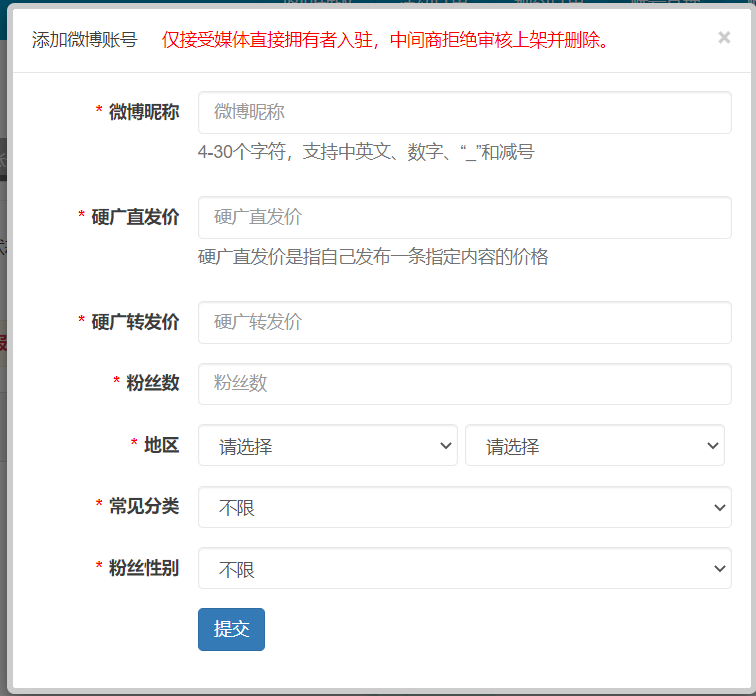 添加微博账号 仅接受媒体直接拥有者入驻，中间商拒绝审核上架并删除。 ×
* 微博昵称 微博昵称
4-30个字符，支持中英文、数字、“_”和减号
* 硬广直发价 硬广直发价
硬广直发价是指自己发布一条指定内容的价格
* 硬广转发价 硬广转发价
* 粉丝数 粉丝数
* 地区 请选择 请选择
* 常见分类 不限
* 粉丝性别 不限
提交